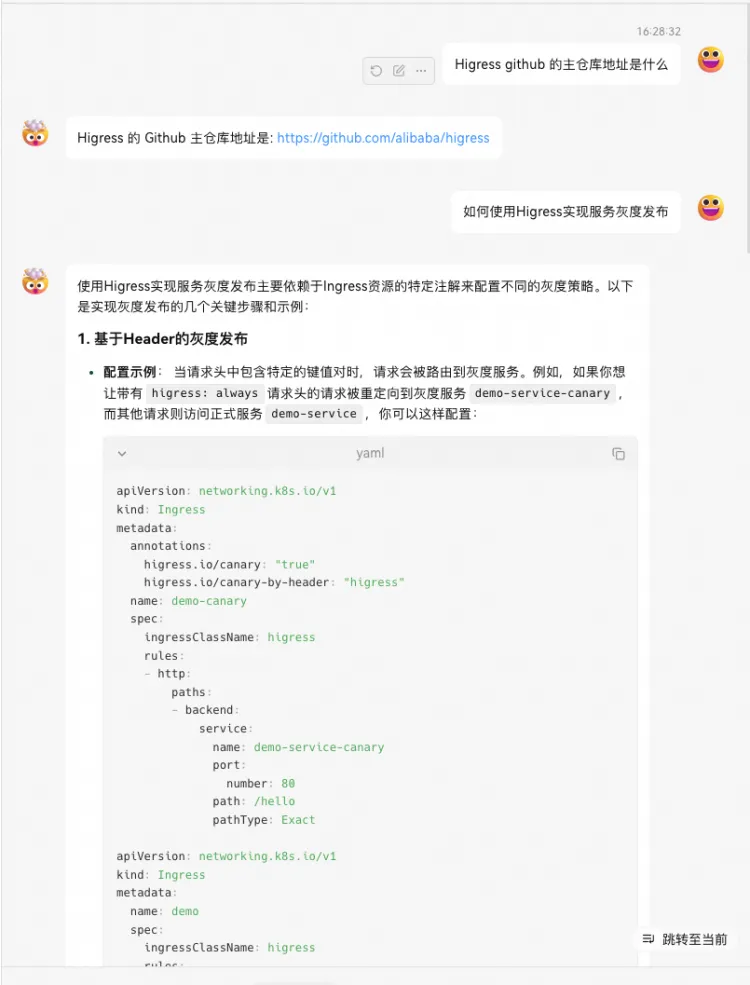 16:28:32
Higress github 的主仓库地址是什么
Higress 的 Github 主仓库地址是: https://github.com/alibaba/higress
如何使用Higress实现服务灰度发布
使用Higress实现服务灰度发布主要依赖于Ingress资源的特定注解来配置不同的灰度策略。以下
是实现灰度发布的几个关键步骤和示例：
1. 基于Header的灰度发布
• 配置示例： 当请求头中包含特定的键值对时，请求会被路由到灰度服务。例如，如果你想
让带有 higress: always 请求头的请求被重定向到灰度服务 demo-service-canary ，
而其他请求则访问正式服务 demo-service ，你可以这样配置：
yaml
apiVersion: networking.k8s.io/v1
kind: Ingress
metadata:
  annotations:
    higress.io/canary: "true"
    higress.io/canary-by-header: "higress"
  name: demo-canary
  spec:
    ingressClassName: higress
    rules:
    - http:
        paths:
        - backend:
            service:
              name: demo-service-canary
              port:
                number: 80
              path: /hello
              pathType: Exact
apiVersion: networking.k8s.io/v1
kind: Ingress
metadata:
  name: demo
  spec:
    ingressClassName: higress
    rules:
跳转至当前